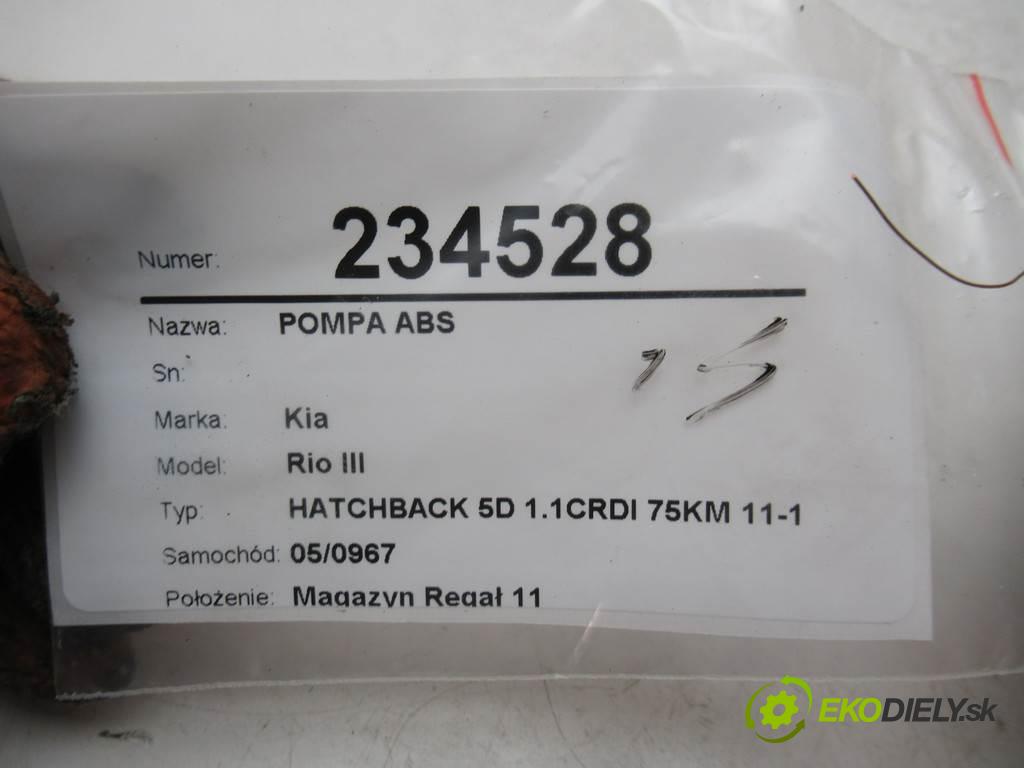 Numer: 234528
Nazwa: POMPA ABS
Sn:
Marka: Kia
Model: Rio III
Typ: HATCHBACK 5D 1.1CRDI 75KM 11-1
Samochód: 05/0967
Położenie: Magazyn Regał 11
EKODIELY.sk